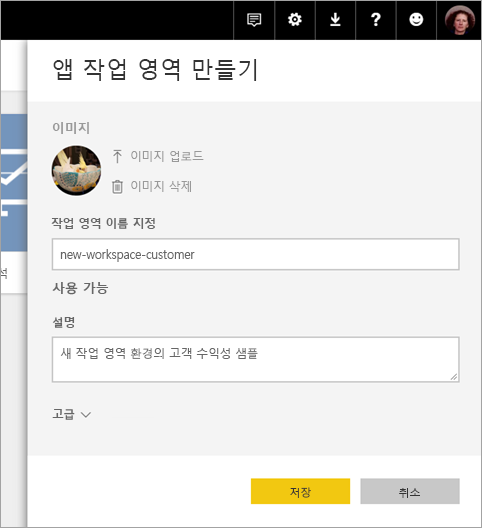 앱 작업 영역 만들기
이미지
이미지 업로드
이미지 삭제
작업 영역 이름 지정
new-workspace-customer
사용 가능
석
설명
새 작업 영역 환경의 고객 수익성 샘플
고급
저장
취소